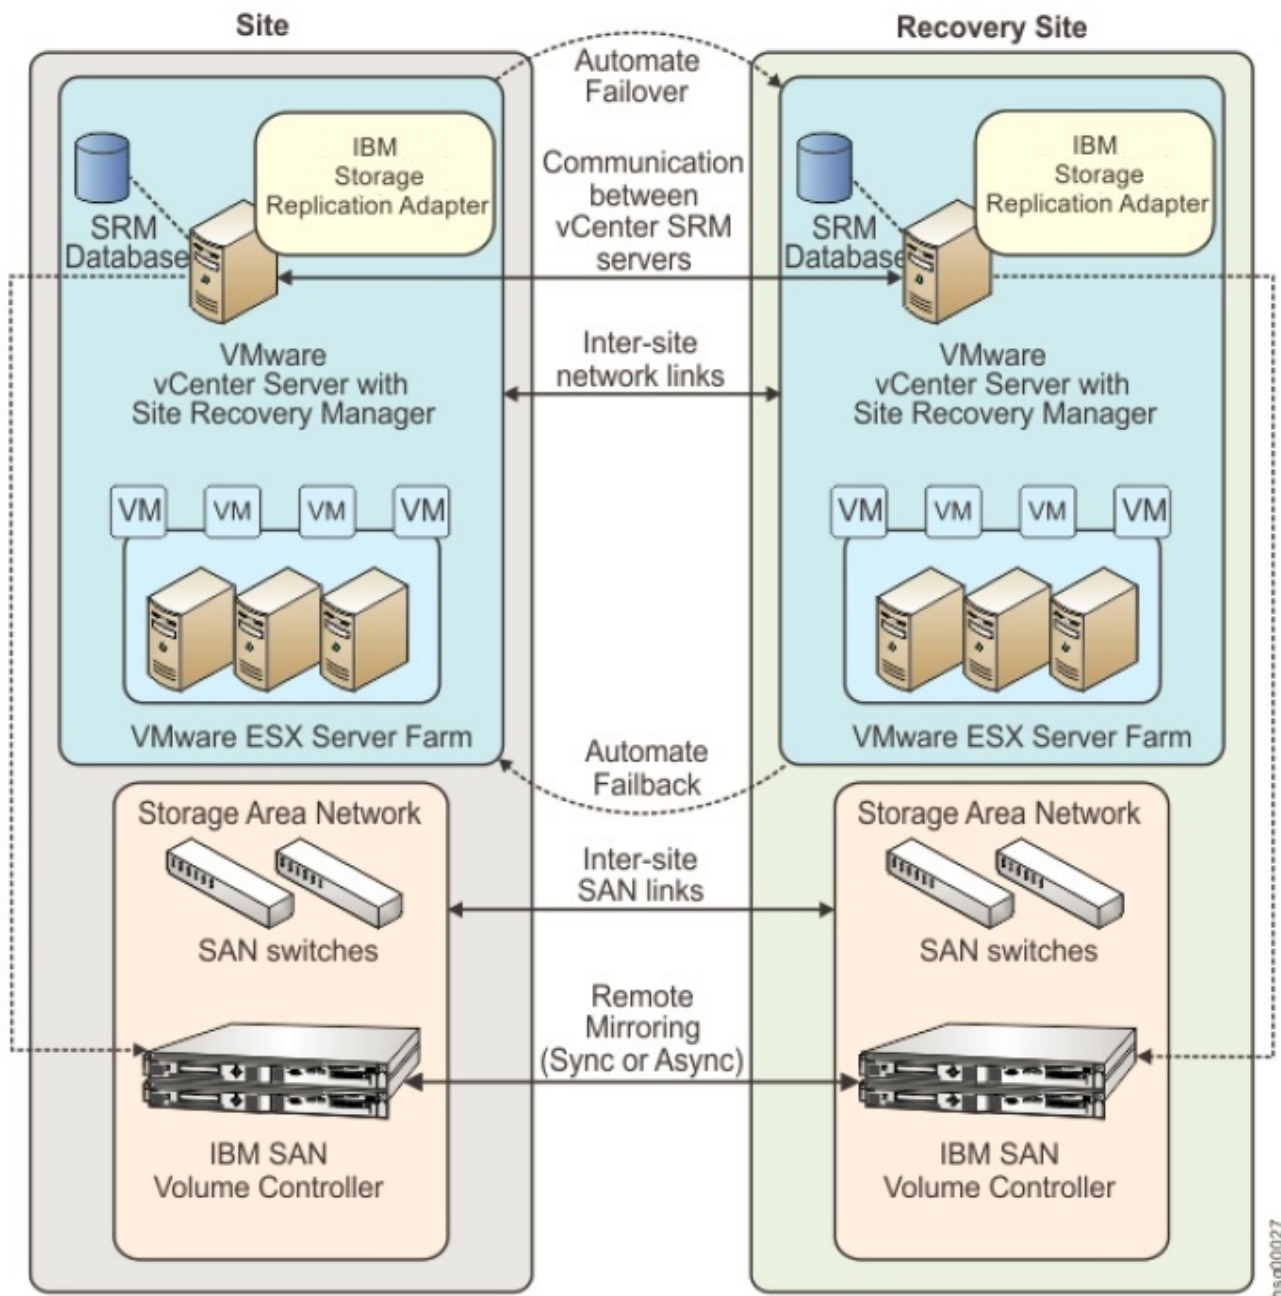 Site
Recovery Site
Automate
Failover
IBM
Storage
Replication Adapter
SRM
Database
Communication
between
vCenter SRM
servers
IBM
Storage
Replication Adapter
SRM
Database
VMware
vCenter Server with
Site Recovery Manager
Inter-site
network links
VMware
vCenter Server with
Site Recovery Manager
VM
VM
VM
VM
VM
VM
VM
VM
VMware ESX Server Farm
VMware ESX Server Farm
Automate
Failback
Storage Area Network
SAN switches
Inter-site
SAN links
Storage Area Network
SAN switches
Remote
Mirroring
(Sync or Async)
IBM SAN
Volume Controller
IBM SAN
Volume Controller